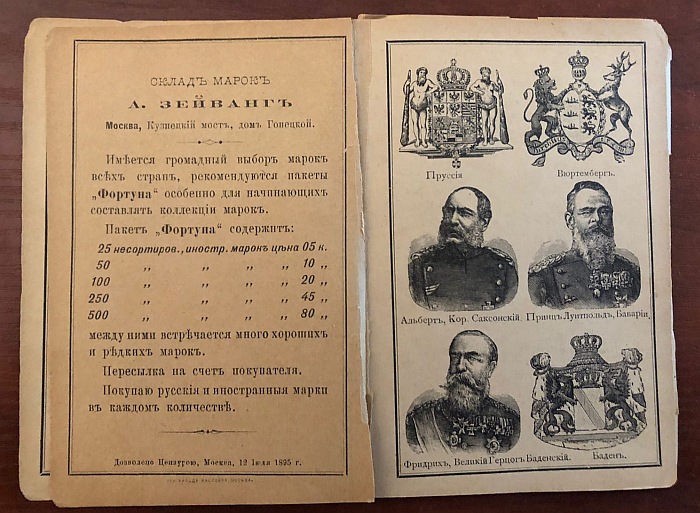 СКЛАДЪ МАРОКЪ
А. ЗЕЙВАНГЪ
Москва, Кузнецкій мостъ, домъ Гонецкой.
Имѣется громадный выборъ марокъ
всѣхъ странъ, рекомендуются пакеты
„Фортуна“ особенно для начинающихъ
составлять коллекціи марокъ.
Пакетъ „Фортуна“ содержитъ:
25 несортиров., иностр. марокъ цѣна 05 к.
50 „ „ „ „ 10 „
100 „ „ „ „ 20 „
250 „ „ „ „ 45 „
500 „ „ „ „ 80 „
между ними встрѣчается много хорошихъ
и рѣдкихъ марокъ.
Пересылка на счетъ покупателя.
Покупаю русскія и иностранныя марки
въ каждомъ количествѣ.
Дозволено Цензурою, Москва, 12 Іюля 1895 г.
Пруссія
Вюртембергъ.
Альбертъ, Кор. Саксонскій.
Принцъ Луитпольдъ, Баваріи.
Фридрихъ, Великій Герцогъ Баденскій.
Баденъ.